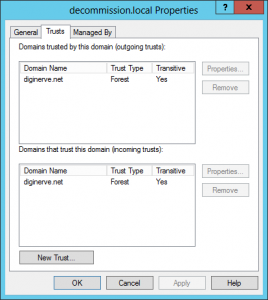 decommission.local Properties
? X
General Trusts Managed By
Domains trusted by this domain (outgoing trusts):
Domain Name Trust Type Transitive
diginerve.net Forest Yes
Properties...
Remove
Domains that trust this domain (incoming trusts):
Domain Name Trust Type Transitive
diginerve.net Forest Yes
Properties...
Remove
New Trust...
OK Cancel Apply Help